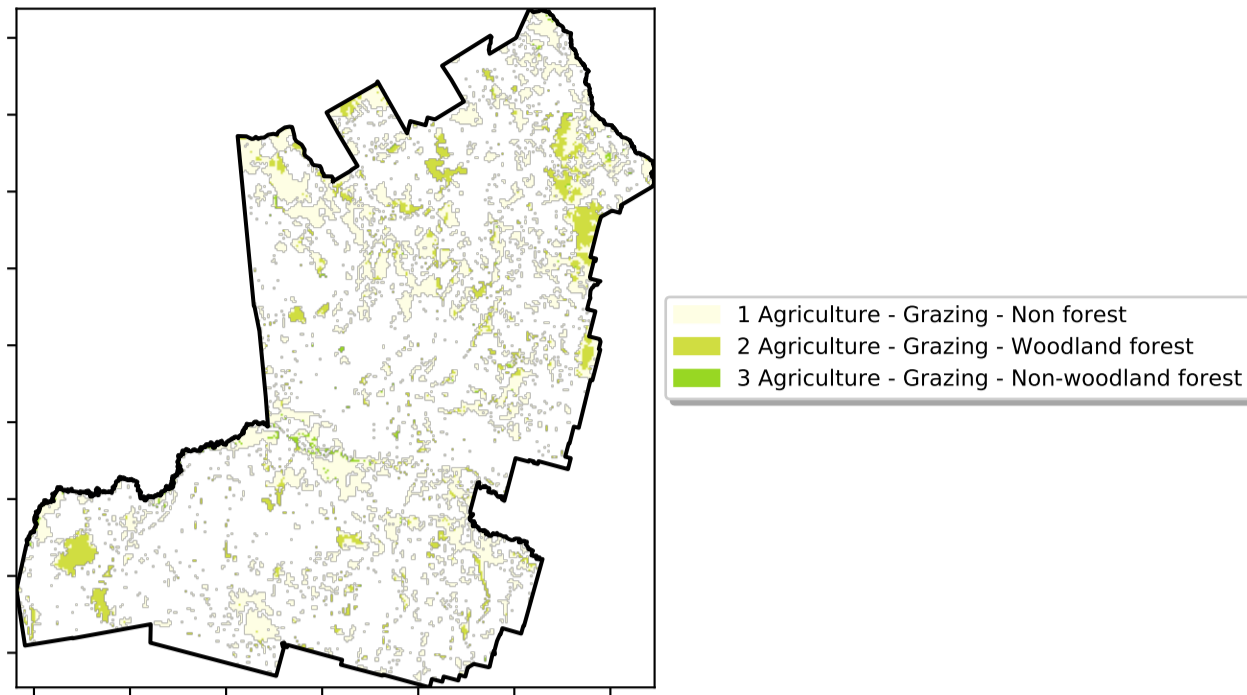 1 Agriculture - Grazing - Non forest
2 Agriculture - Grazing - Woodland forest
3 Agriculture - Grazing - Non-woodland forest